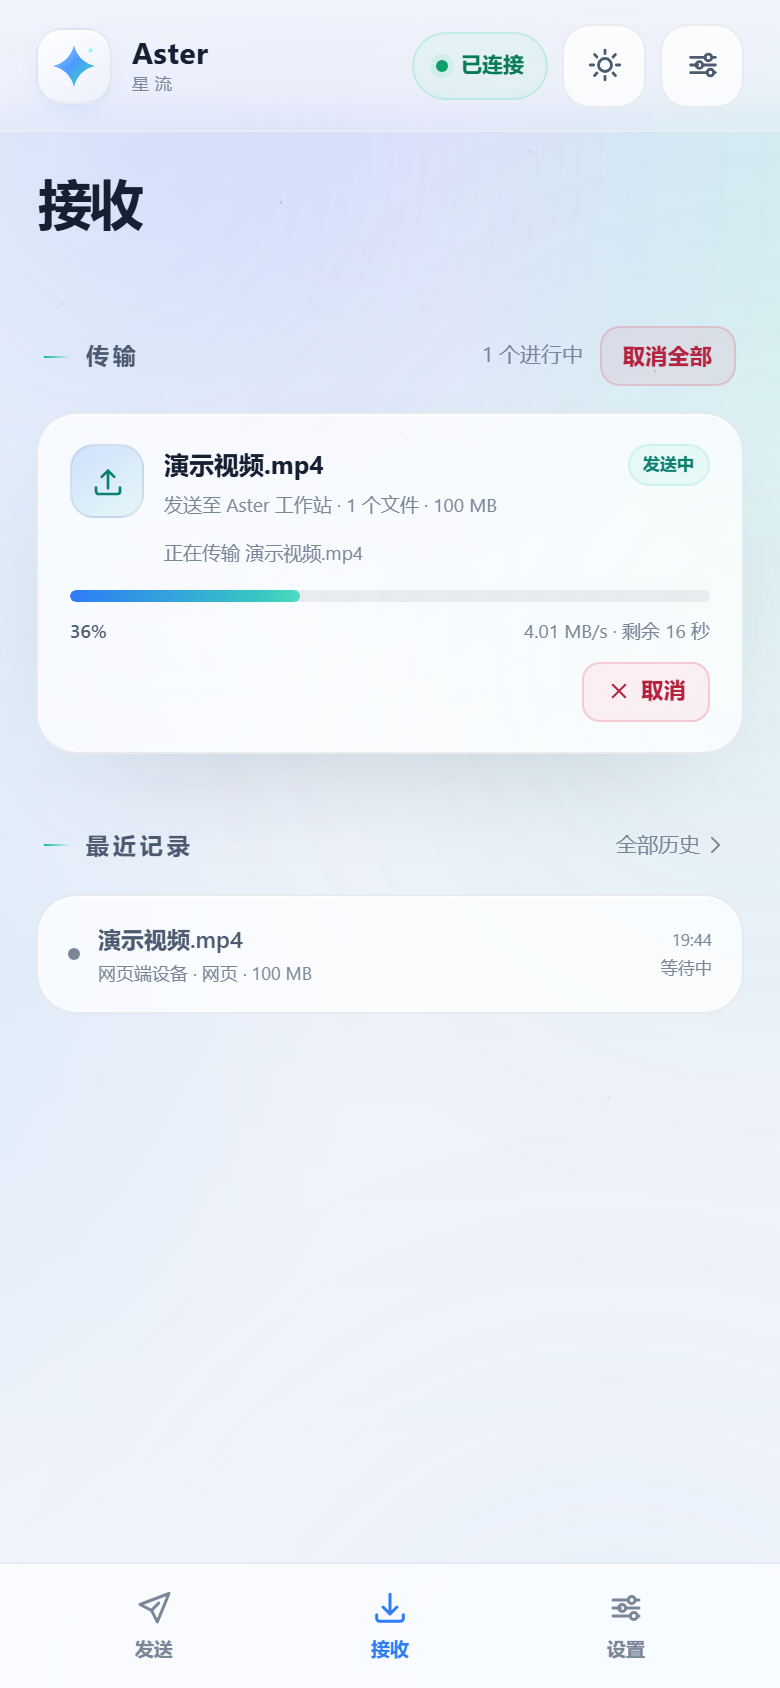 Aster
星流
已连接
接收
传输
1 个进行中
取消全部
演示视频.mp4
发送中
发送至 Aster 工作站 · 1 个文件 · 100 MB
正在传输 演示视频.mp4
36%
4.01 MB/s · 剩余 16 秒
取消
最近记录
全部历史
演示视频.mp4
19:44
网页端设备 · 网页 · 100 MB
等待中
发送
接收
设置